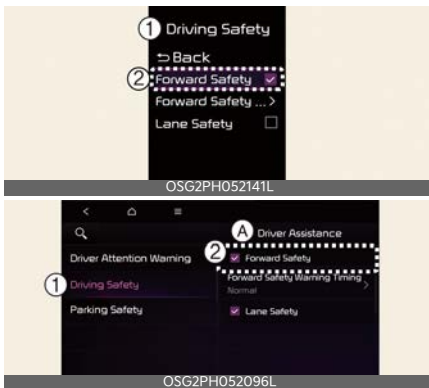 1 Driving Safety
Back
2 Forward Safety
Forward Safety ... >
Lane Safety
OSG2PH052141L
A Driver Assistance
Driver Attention Warning
2 Forward Safety
1 Driving Safety
Forward Safety Warning Timing >
Normal
Parking Safety
Lane Safety
OSG2PH052096L